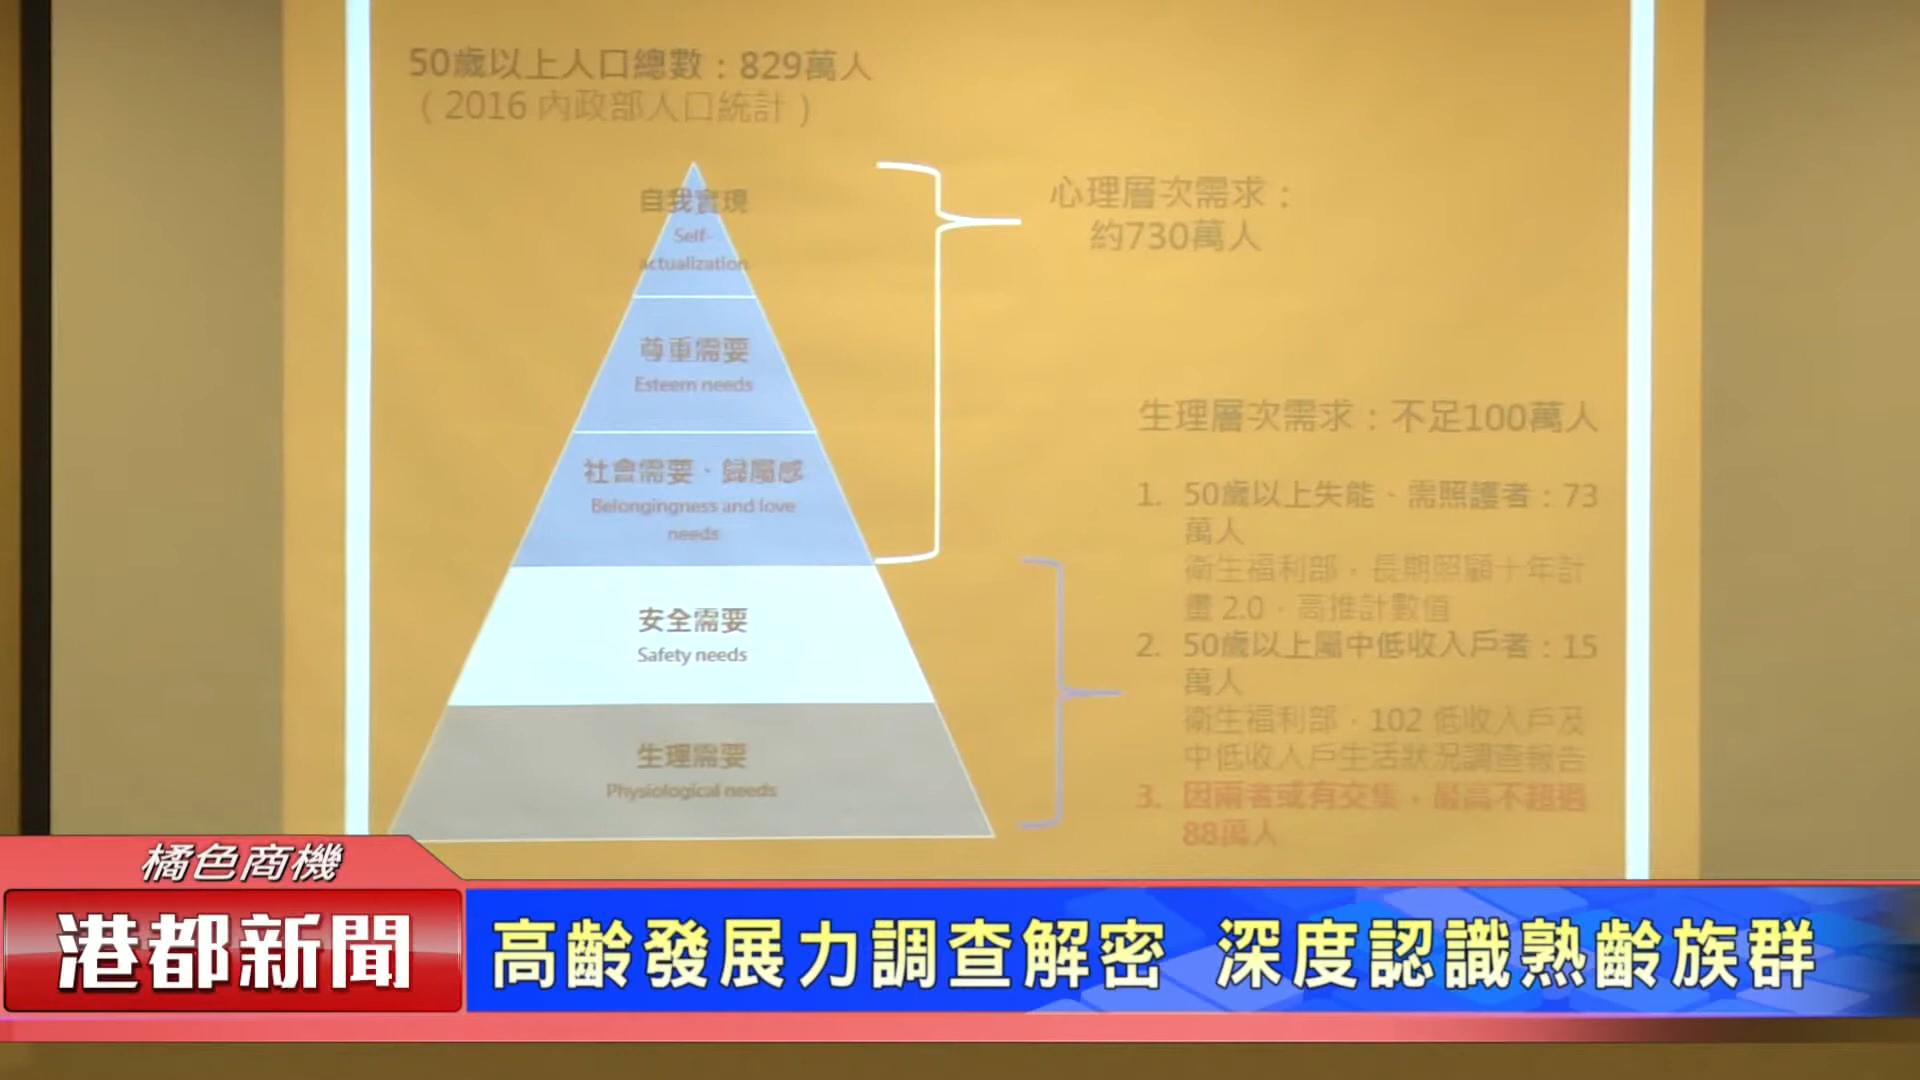 50歲以上人口總數：829萬人
（2016 內政部人口統計）
自我實現
Self-
actualization
尊重需要
Esteem needs
社會需要、歸屬感
Belongingness and love
needs
安全需要
Safety needs
生理需要
Physiological needs
心理層次需求：
約730萬人
生理層次需求：不足100萬人
1. 50歲以上失能、需照護者：73
萬人
衛生福利部，長期照顧十年計
畫 2.0，高推計數值
2. 50歲以上屬中低收入戶者：15
萬人
衛生福利部，102 低收入戶及
中低收入戶生活狀況調查報告
3. 因兩者或有交集，最高不超過
88萬人
橘色商機
港都新聞
高齡發展力調查解密 深度認識熟齡族群